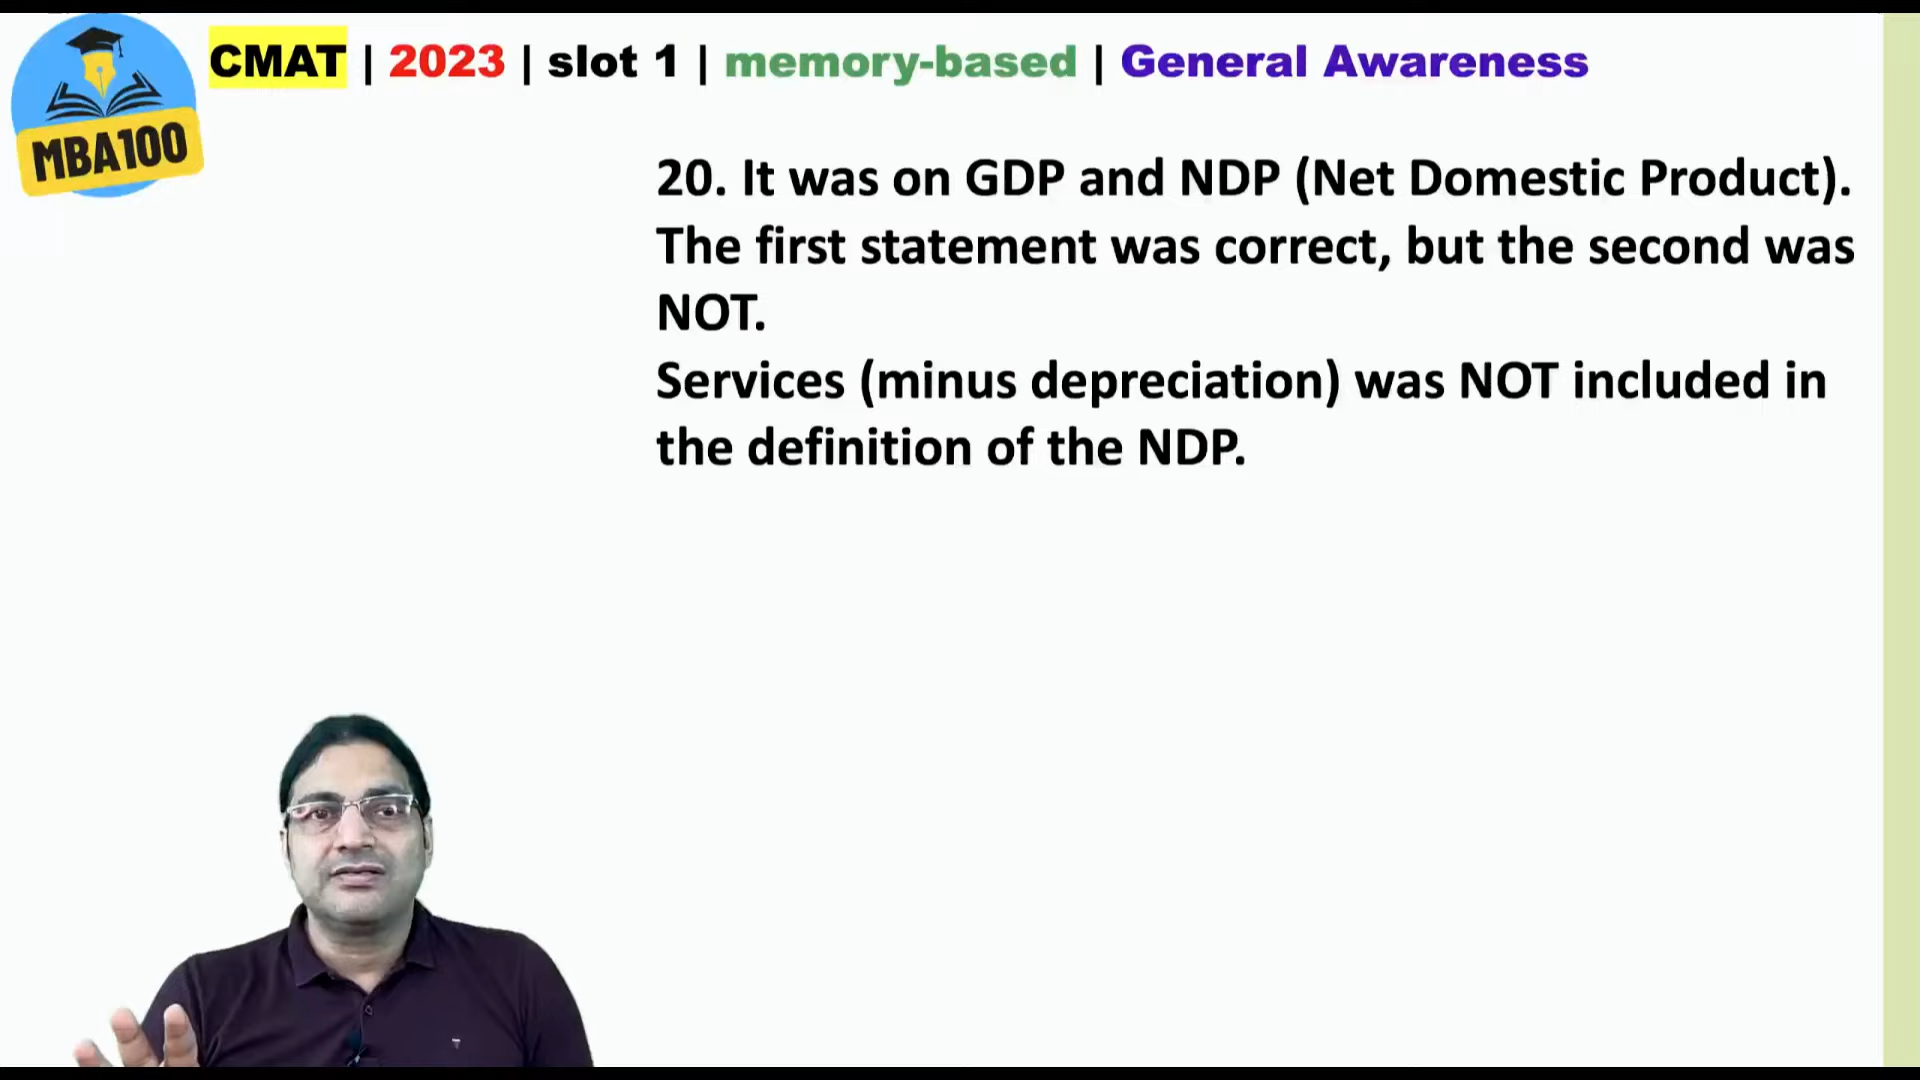 CMAT | 2023 | slot 1 | memory-based | General Awareness
MBA100
20. It was on GDP and NDP (Net Domestic Product).
The first statement was correct, but the second was
NOT.
Services (minus depreciation) was NOT included in
the definition of the NDP.